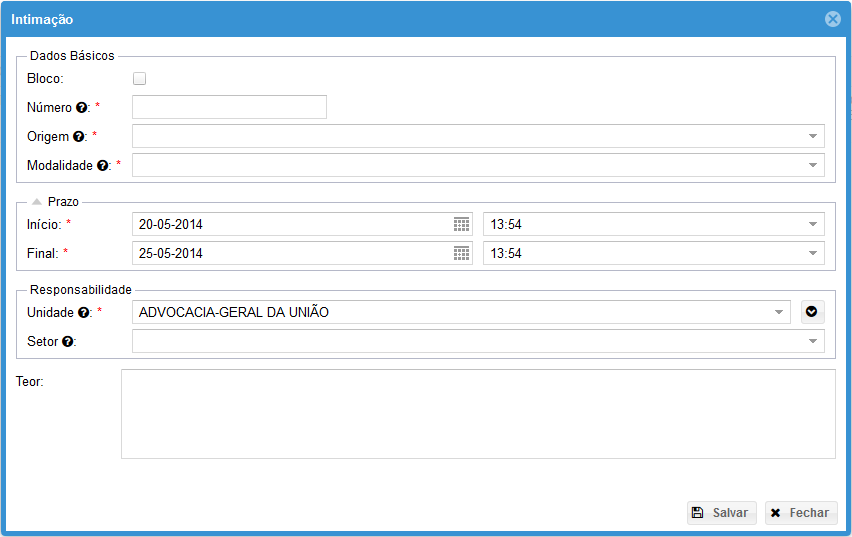 Intimação
Dados Básicos
Bloco:
Número ?: *
Origem ?: *
Modalidade ?: *
Prazo
Início: * 20-05-2014 13:54
Final: * 25-05-2014 13:54
Responsabilidade
Unidade ?: * ADVOCACIA-GERAL DA UNIÃO
Setor ?:
Teor:
Salvar Fechar